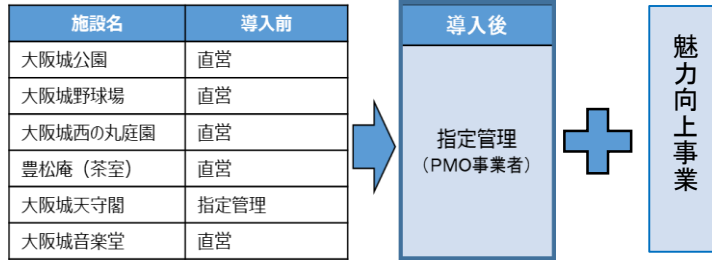 施設名 導入前
大阪城公園 直営
大阪城野球場 直営
大阪城西の丸庭園 直営
豊松庵（茶室） 直営
大阪城天守閣 指定管理
大阪城音楽堂 直営
導入後
指定管理
（PMO事業者）
魅力向上事業